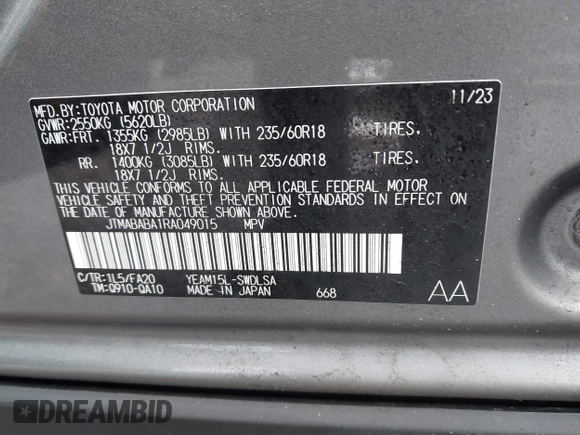 MFD.BY:TOYOTA MOTOR CORPORATION 11/23
GVWR:2550KG (5620LB)
GAWR:FRT. 1355KG (2985LB) WITH 235/60R18 TIRES,
18X7 1/2J RIMS.
RR. 1400KG (3085LB) WITH 235/60R18 TIRES,
18X7 1/2J RIMS.
THIS VEHICLE CONFORMS TO ALL APPLICABLE FEDERAL MOTOR
VEHICLE SAFETY AND THEFT PREVENTION STANDARDS IN EFFECT ON
THE DATE OF MANUFACTURE SHOWN ABOVE.
JTMABABA1RA049015 MPV
C/TR:1L5/FA20 YEAM15L-SWDLSA
TM:Q910-QA10 MADE IN JAPAN 668 AA
DREAMBID